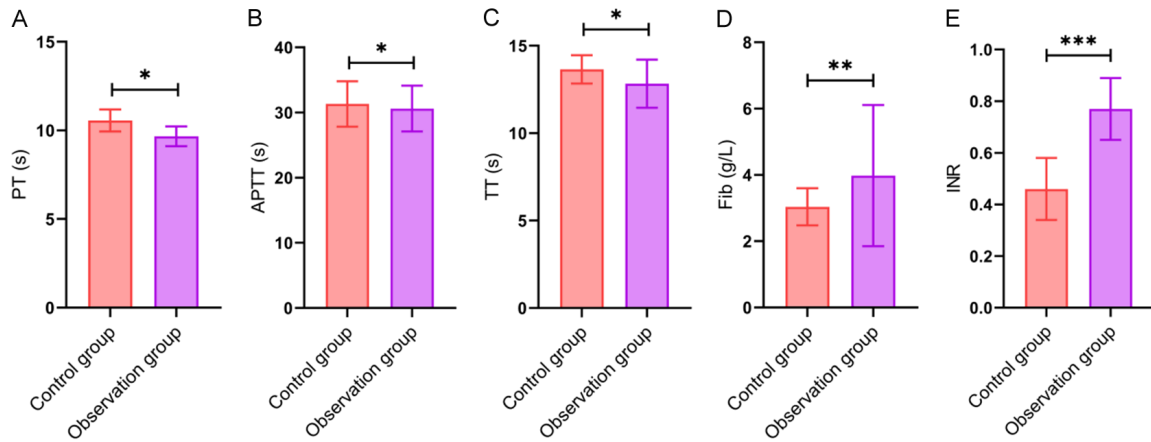 A
*
PT (s)
15
10
5
0
Control group
Observation group
B
*
APTT (s)
40
30
20
10
0
Control group
Observation group
C
*
TT (s)
15
10
5
0
Control group
Observation group
D
**
Fib (g/L)
8
6
4
2
0
Control group
Observation group
E
***
INR
1.0
0.8
0.6
0.4
0.2
0.0
Control group
Observation group